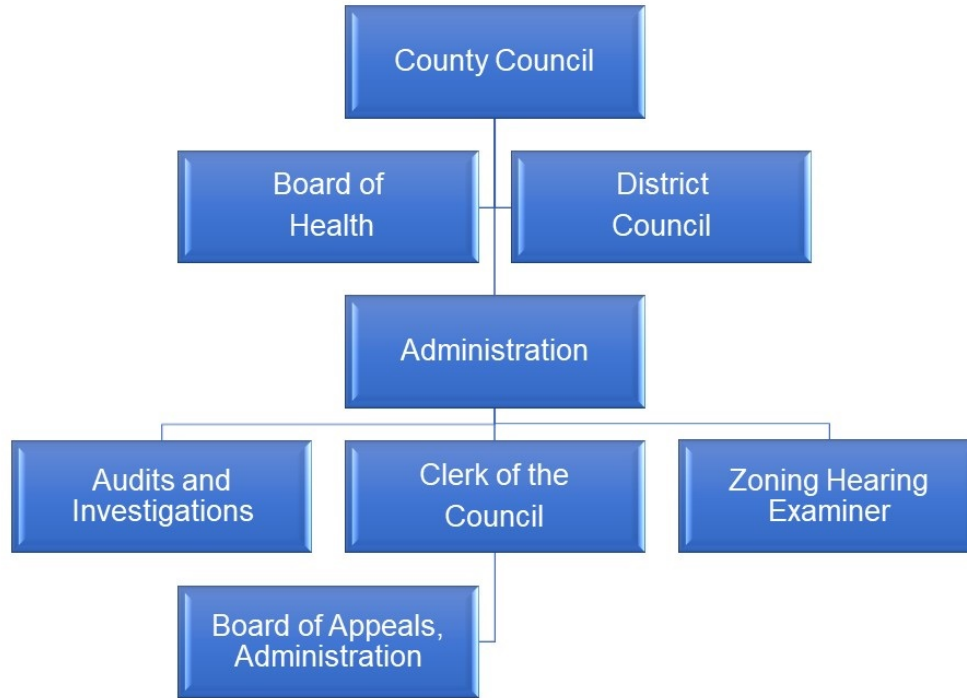 County Council
Board of
Health
District
Council
Administration
Audits and
Investigations
Clerk of the
Council
Zoning Hearing
Examiner
Board of Appeals,
Administration